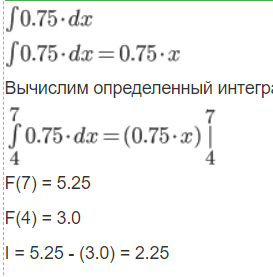 ∫0.75·dx
∫0.75·dx=0.75·x
Вычислим определенный
7
∫0.75·dx=(0.75·x) |
4
7
4
F(7) = 5.25
F(4) = 3.0
I = 5.25 - (3.0) = 2.25